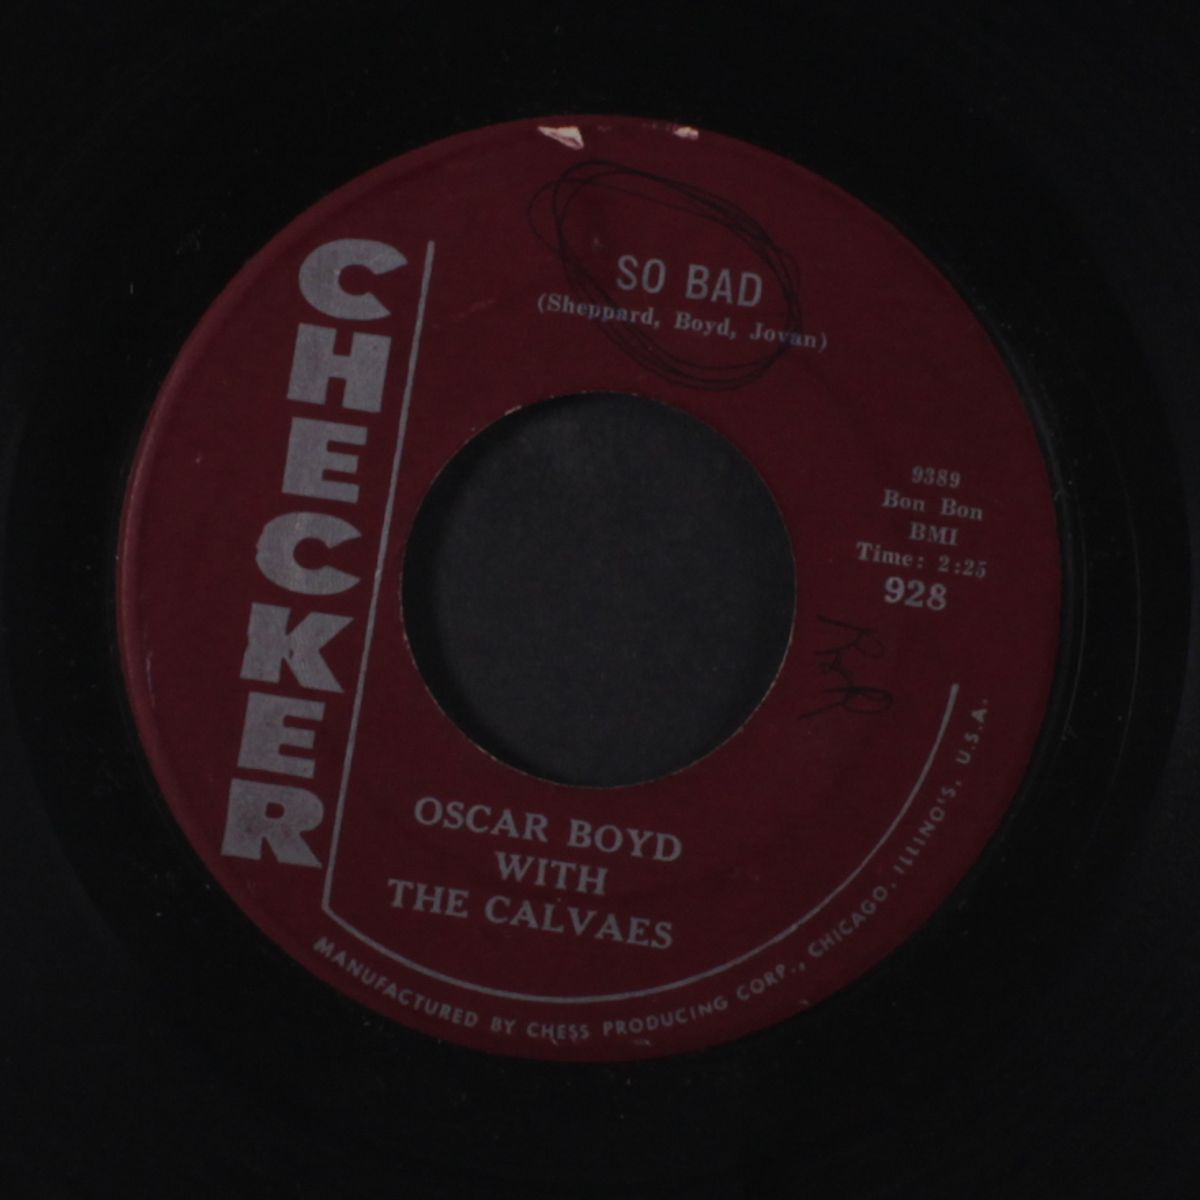 CHECKER
SO BAD
(Sheppard, Boyd, Jovan)
9389
Bon Bon
BMI
Time: 2:25
928
R&R
OSCAR BOYD
WITH
THE CALVAES
MANUFACTURED BY CHESS PRODUCING CORP., CHICAGO, ILLINO'S, U.S.A.